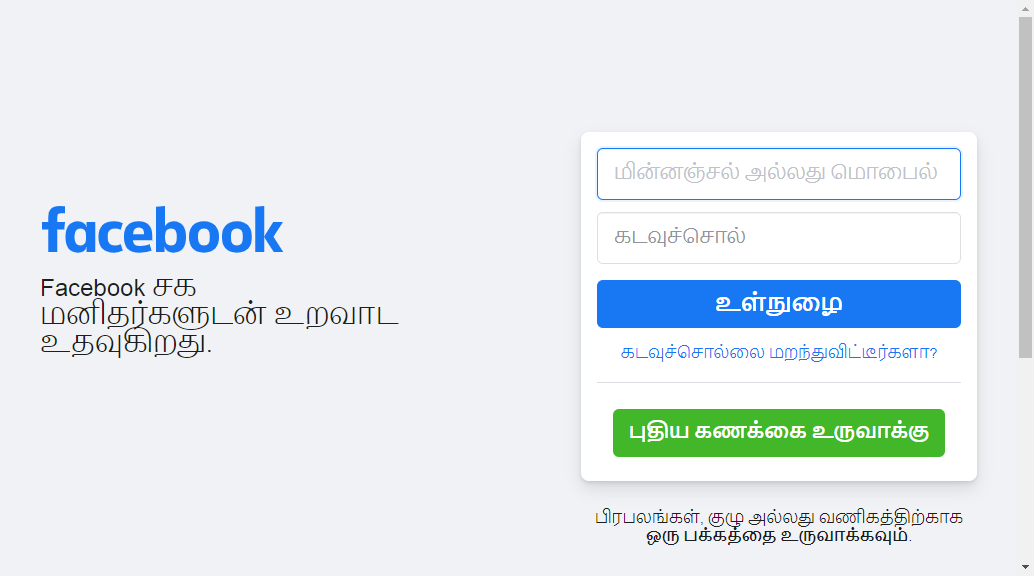 facebook
Facebook சக
மனிதர்களுடன் உறவாட
உதவுகிறது.
மின்னஞ்சல் அல்லது மொபைல்
கடவுச்சொல்
உள்நுழை
கடவுச்சொல்லை மறந்துவிட்டீர்களா?
புதிய கணக்கை உருவாக்கு
பிரபலங்கள், குழு அல்லது வணிகத்திற்காக
ஒரு பக்கத்தை உருவாக்கவும்.